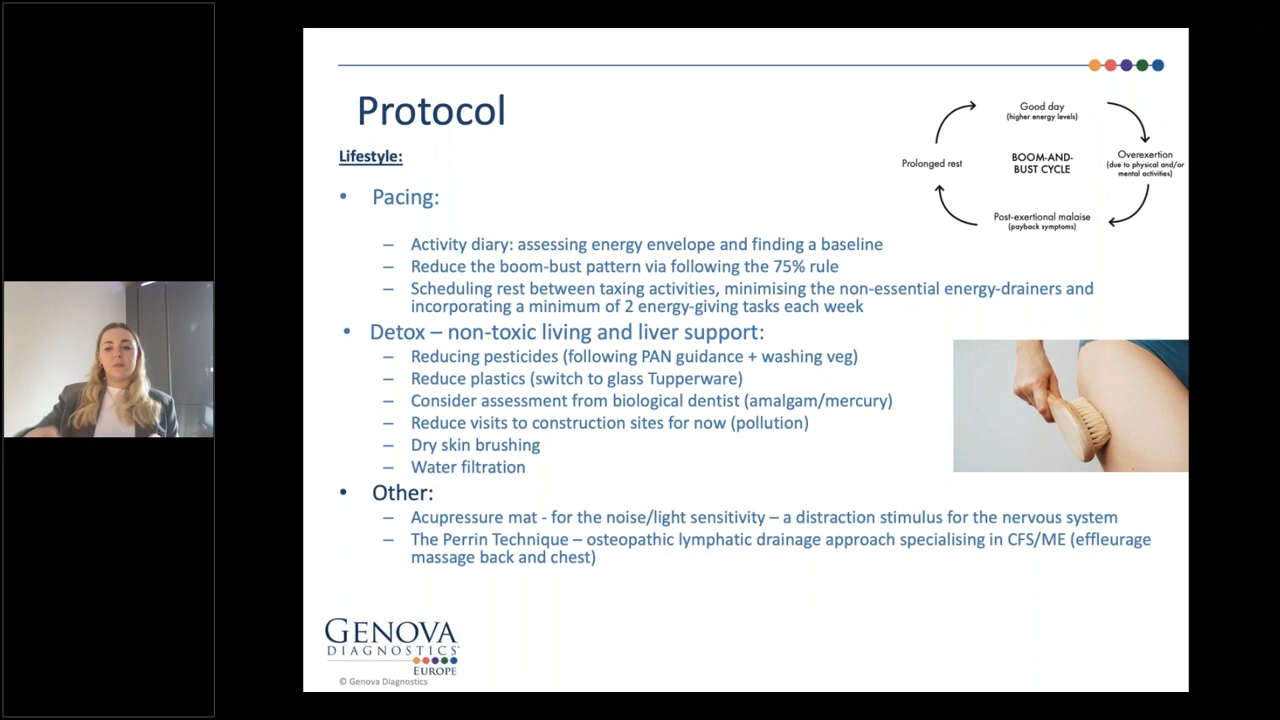 Protocol
Lifestyle:
• Pacing:
– Activity diary: assessing energy envelope and finding a baseline
– Reduce the boom-bust pattern via following the 75% rule
– Scheduling rest between taxing activities, minimising the non-essential energy-drainers and
incorporating a minimum of 2 energy-giving tasks each week
• Detox – non-toxic living and liver support:
– Reducing pesticides (following PAN guidance + washing veg)
– Reduce plastics (switch to glass Tupperware)
– Consider assessment from biological dentist (amalgam/mercury)
– Reduce visits to construction sites for now (pollution)
– Dry skin brushing
– Water filtration
• Other:
– Acupressure mat - for the noise/light sensitivity – a distraction stimulus for the nervous system
– The Perrin Technique – osteopathic lymphatic drainage approach specialising in CFS/ME (effleurage
massage back and chest)
Good day
(higher energy levels)
Prolonged rest
BOOM-AND-
BUST CYCLE
Overexertion
(due to physical and/or
mental activities)
Post-exertional malaise
(payback symptoms)
GENOVA
DIAGNOSTICS
EUROPE
© Genova Diagnostics